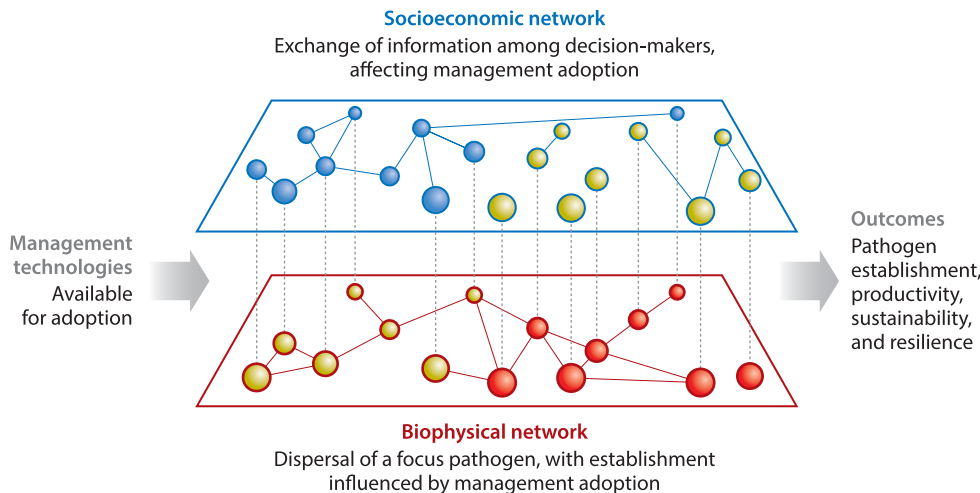 Socioeconomic network
Exchange of information among decision-makers,
affecting management adoption
Management
technologies
Available
for adoption
Outcomes
Pathogen
establishment,
productivity,
sustainability,
and resilience
Biophysical network
Dispersal of a focus pathogen, with establishment
influenced by management adoption